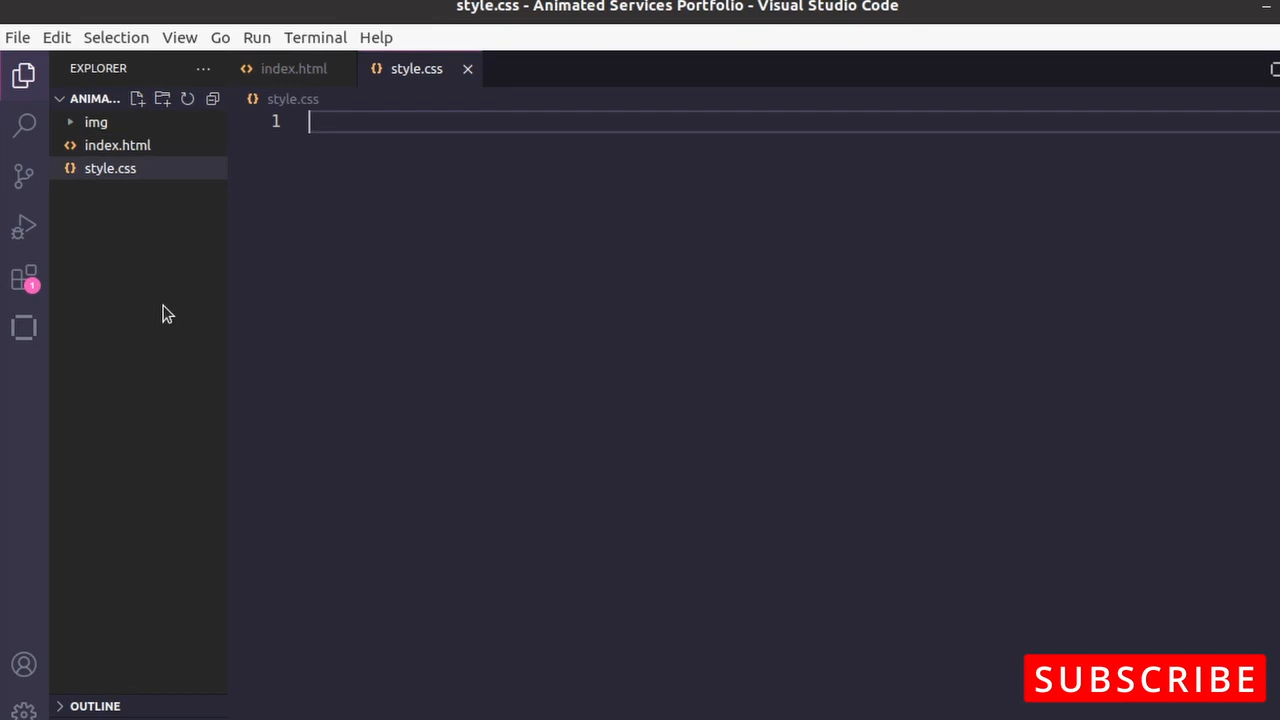 style.css - Animated Services Portfolio - Visual Studio Code
File Edit Selection View Go Run Terminal Help
EXPLORER ... index.html style.css
ANIMA... style.css
1
img
index.html
style.css
1
OUTLINE
SUBSCRIBE